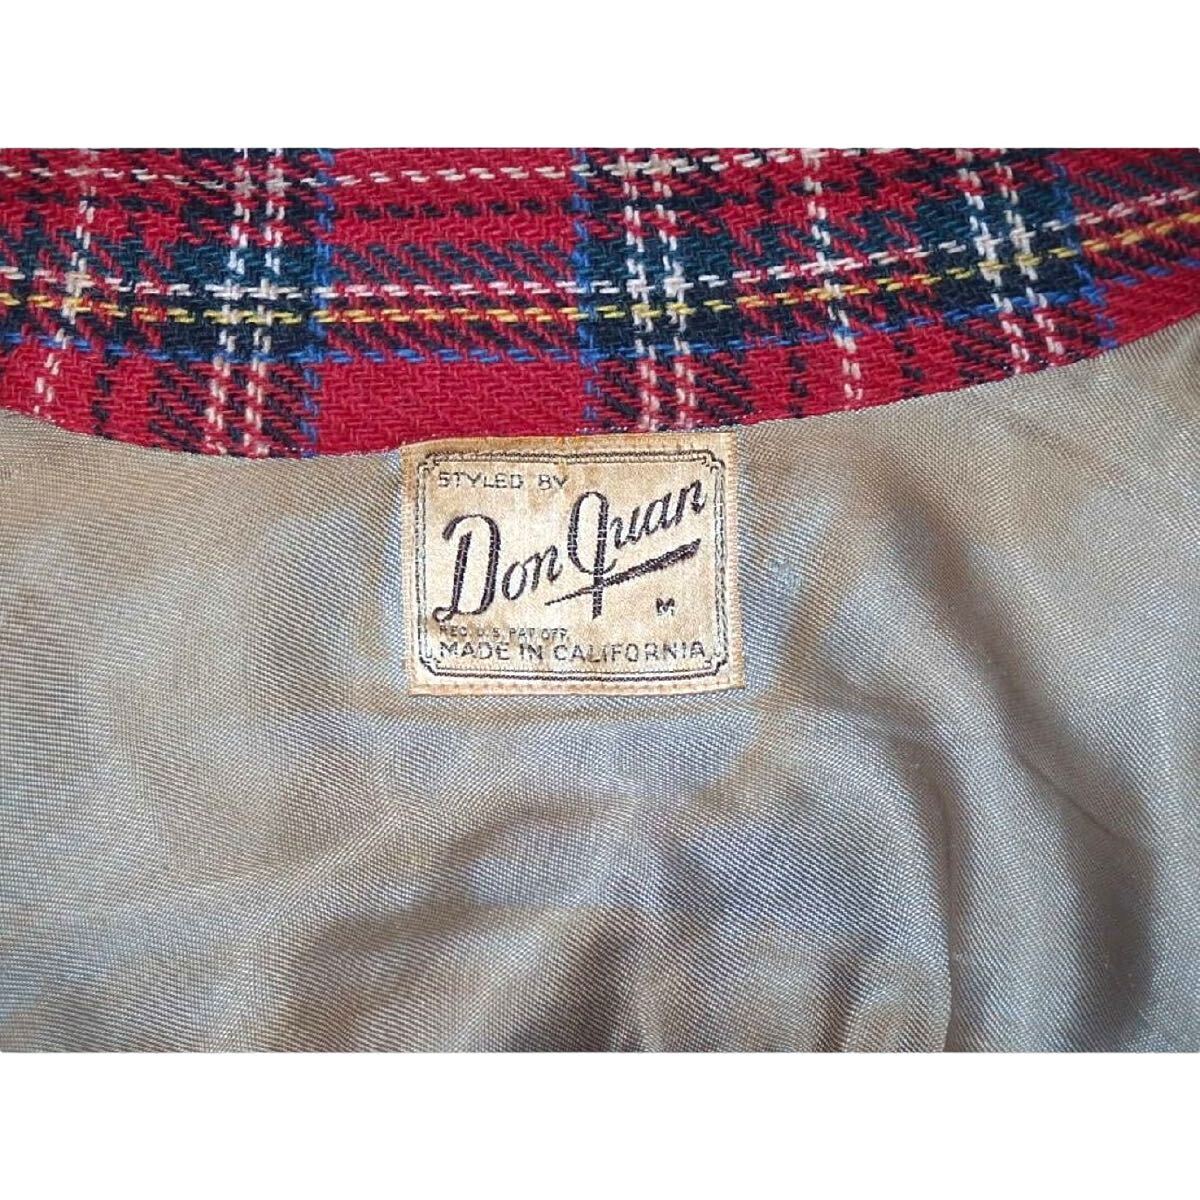 STYLED BY
Don Quan
M
REG. U.S. PAT. OFF.
MADE IN CALIFORNIA